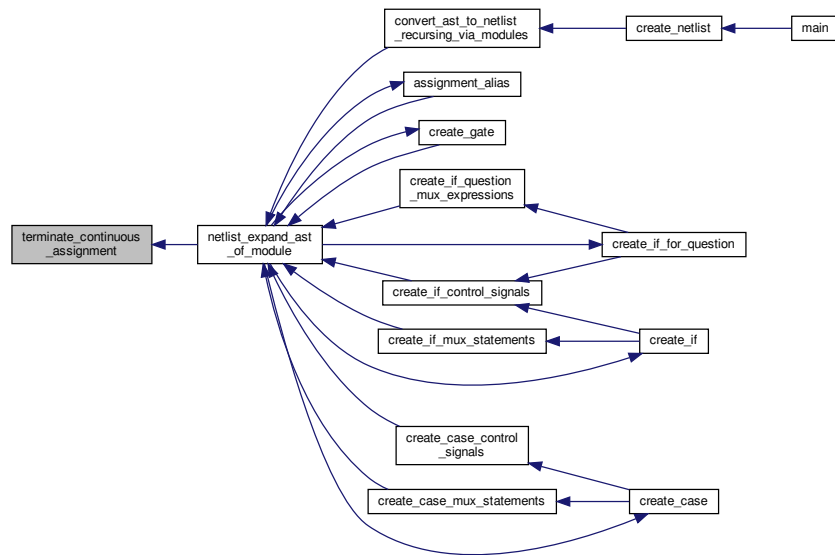 convert_ast_to_netlist
_recursing_via_modules
create_netlist
main
assignment_alias
create_gate
create_if_question
_mux_expressions
terminate_continuous
_assignment
netlist_expand_ast
_of_module
create_if_for_question
create_if_control_signals
create_if_mux_statements
create_if
create_case_control
_signals
create_case_mux_statements
create_case